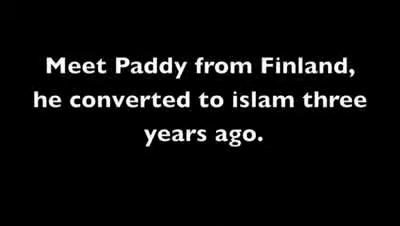 Meet Paddy from Finland,
he converted to islam three
years ago.